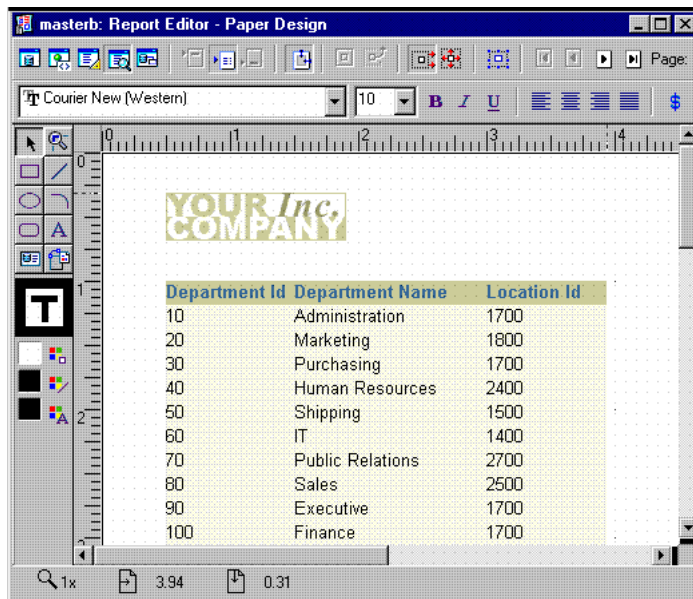 masterb: Report Editor - Paper Design
Page:
Courier New (Western) 10 B I U $
0 1 2 3 4
0
YOUR Inc.
COMPANY
1
Department Id Department Name Location Id
10 Administration 1700
20 Marketing 1800
30 Purchasing 1700
40 Human Resources 2400
2
50 Shipping 1500
60 IT 1400
70 Public Relations 2700
80 Sales 2500
90 Executive 1700
100 Finance 1700
A
T
A
1x 3.94 0.31